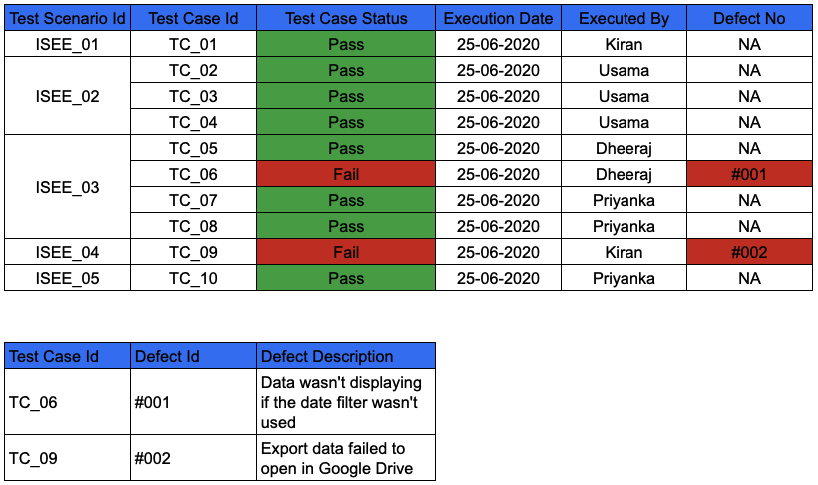 Test Scenario Id Test Case Id Test Case Status Execution Date Executed By Defect No
ISEE_01 TC_01 Pass 25-06-2020 Kiran NA
ISEE_02 TC_02 Pass 25-06-2020 Usama NA
TC_03 Pass 25-06-2020 Usama NA
TC_04 Pass 25-06-2020 Usama NA
ISEE_03 TC_05 Pass 25-06-2020 Dheeraj NA
TC_06 Fail 25-06-2020 Dheeraj #001
TC_07 Pass 25-06-2020 Priyanka NA
TC_08 Pass 25-06-2020 Priyanka NA
ISEE_04 TC_09 Fail 25-06-2020 Kiran #002
ISEE_05 TC_10 Pass 25-06-2020 Priyanka NA
Test Case Id Defect Id Defect Description
TC_06 #001 Data wasn't displaying
if the date filter wasn't
used
TC_09 #002 Export data failed to
open in Google Drive